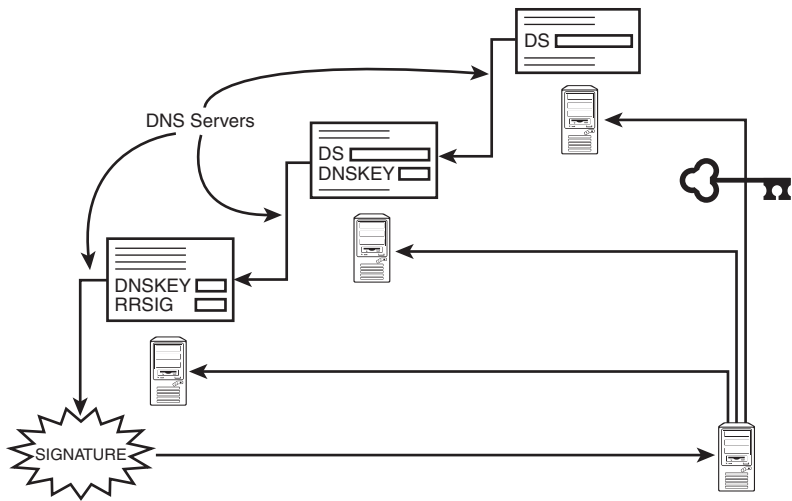 DS
DNS Servers
DS
DNSKEY
DNSKEY
RRSIG
SIGNATURE